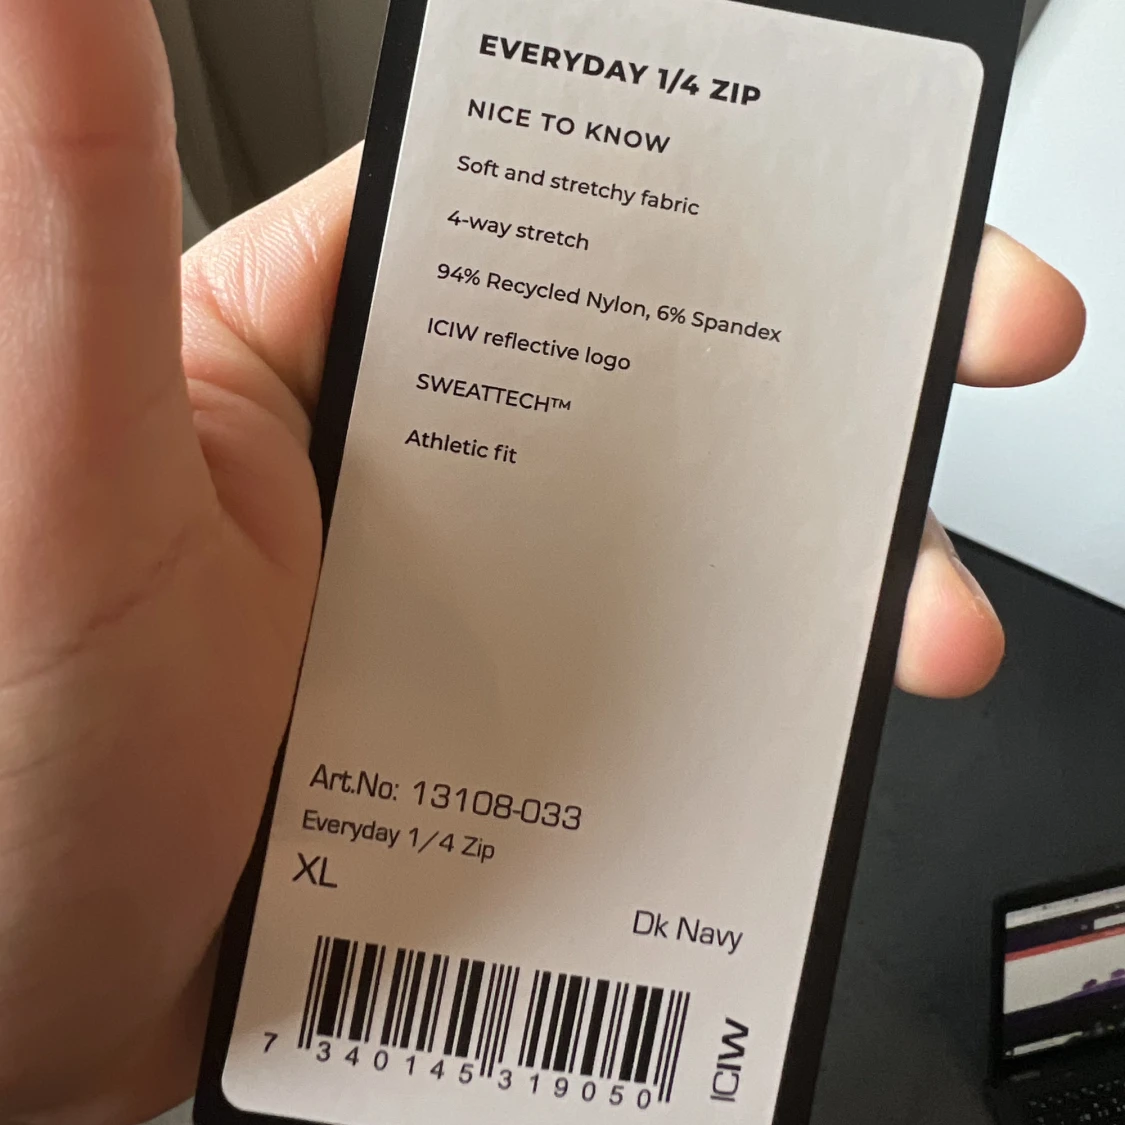 EVERYDAY 1/4 ZIP
NICE TO KNOW
Soft and stretchy fabric
4-way stretch
94% Recycled Nylon, 6% Spandex
ICIW reflective logo
SWEATTECH™
Athletic fit
Art.No: 13108-033
Everyday 1/4 Zip
XL
Dk Navy
7 340145 319050
ICIW